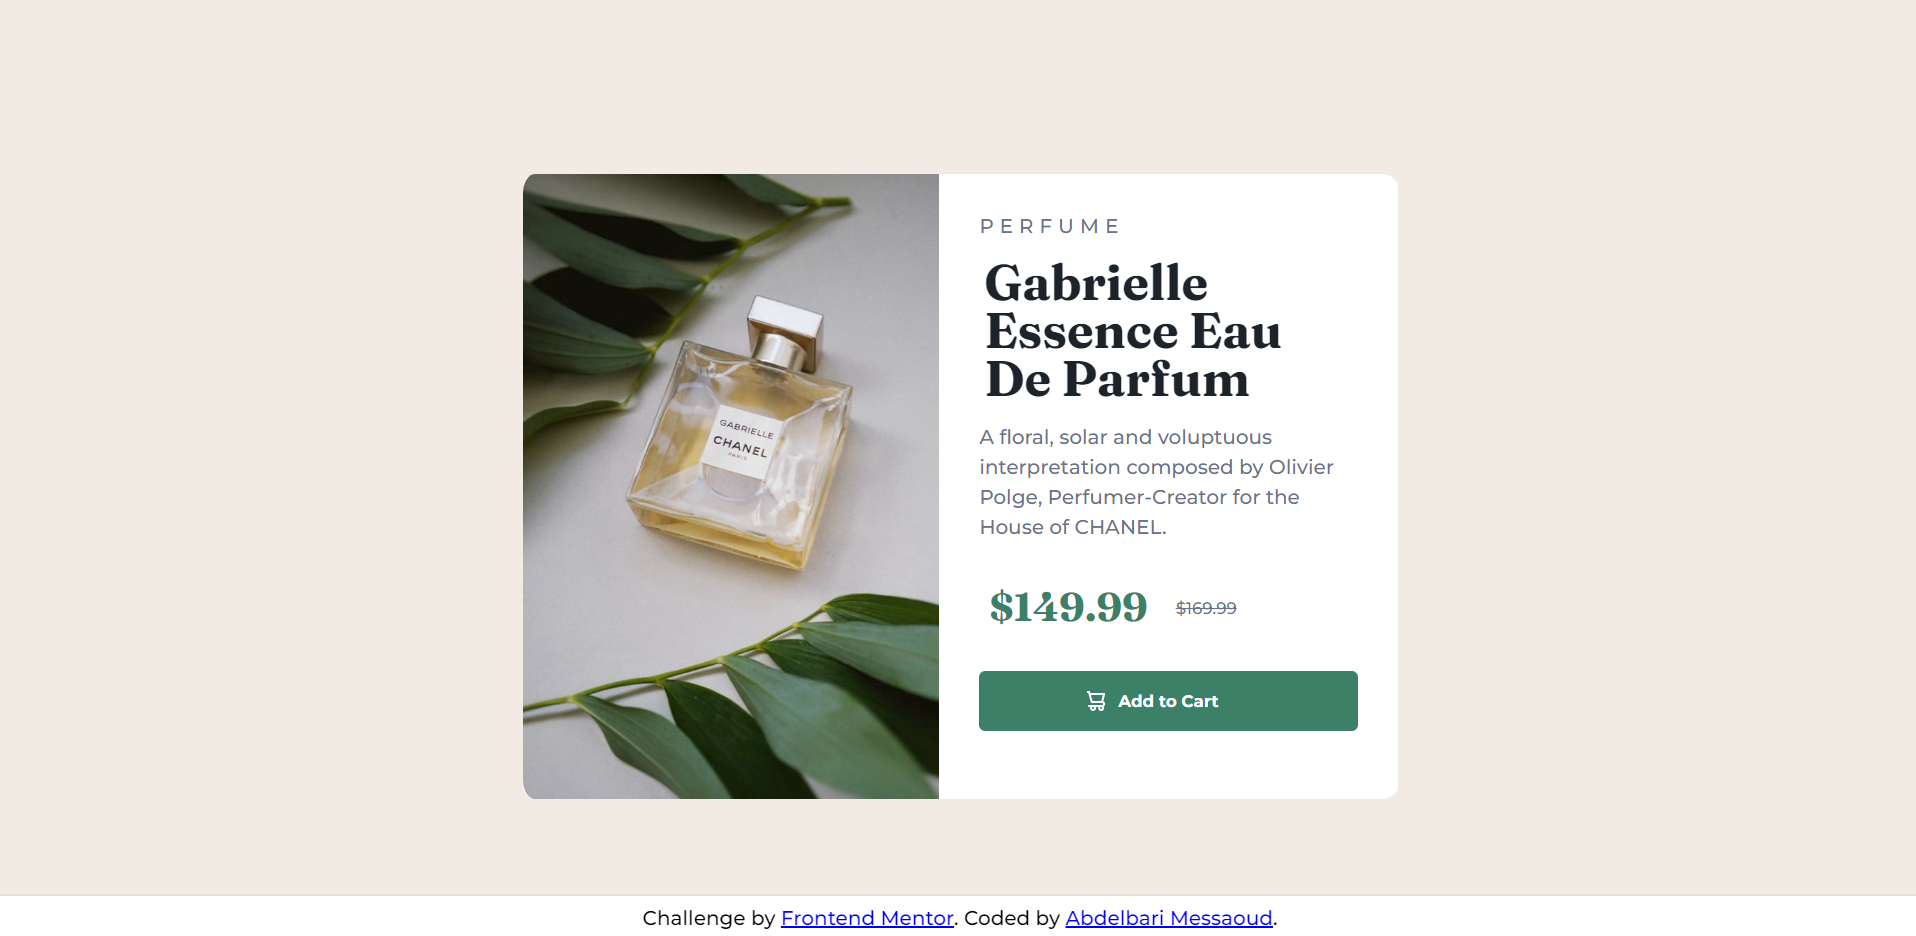 PERFUME
Gabrielle
Essence Eau
De Parfum
A floral, solar and voluptuous
interpretation composed by Olivier
Polge, Perfumer-Creator for the
House of CHANEL.
$149.99 $169.99
Add to Cart
GABRIELLE
CHANEL
PARIS
Challenge by Frontend Mentor. Coded by Abdelbari Messaoud.